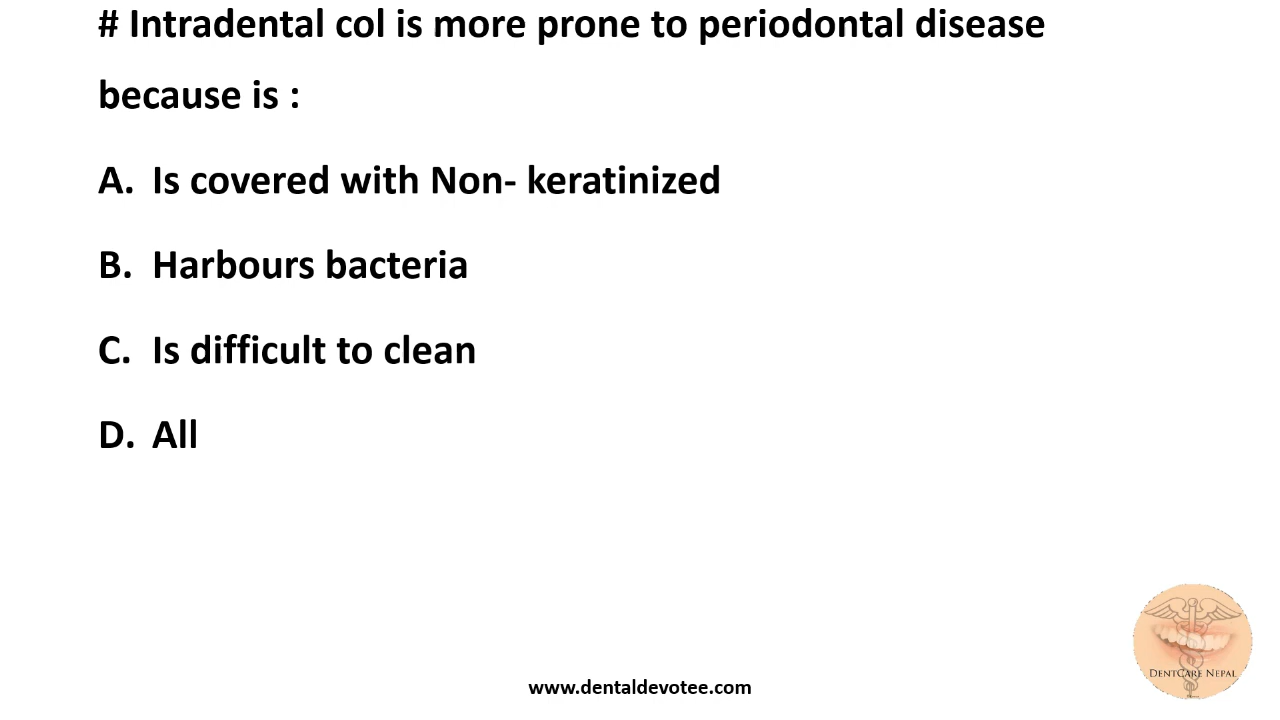 # Intradental col is more prone to periodontal disease
because is :
A. Is covered with Non- keratinized
B. Harbours bacteria
C. Is difficult to clean
D. All
DENTCARE NEPAL
www.dentaldevotee.com